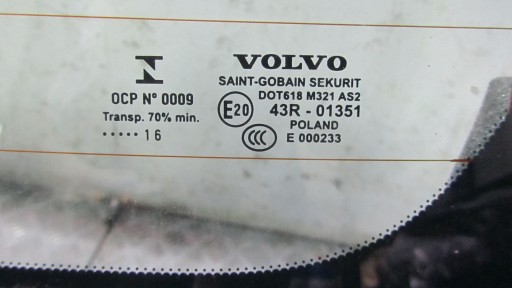 OCP Nº 0009
Transp. 70% min.
..... 16
VOLVO
SAINT-GOBAIN SEKURIT
DOT618 M321 AS2
E20 43R - 01351
POLAND
CCC E 000233